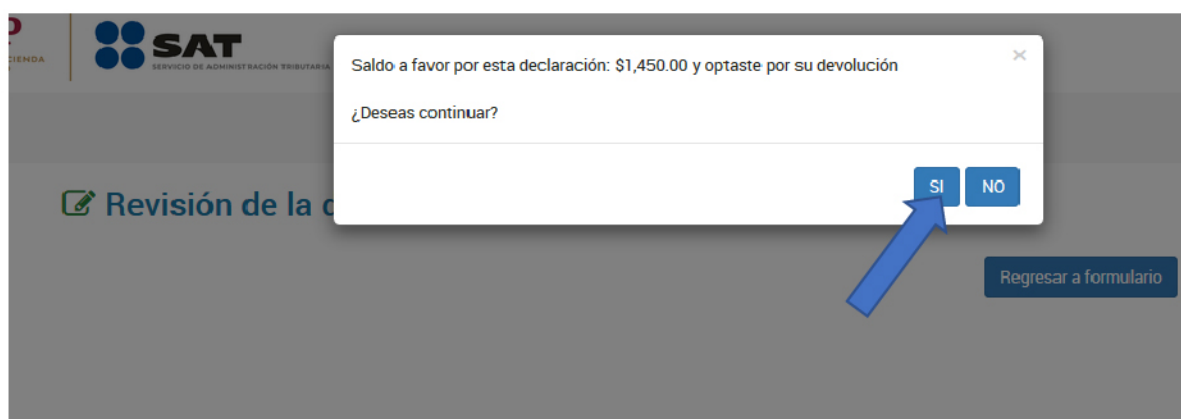 CIENDA
SAT
SERVICIO DE ADMINISTRACIÓN TRIBUTARIA
Saldo a favor por esta declaración: $1,450.00 y optaste por su devolución
×
¿Deseas continuar?
SI
NO
Revisión de la d
Regresar a formulario